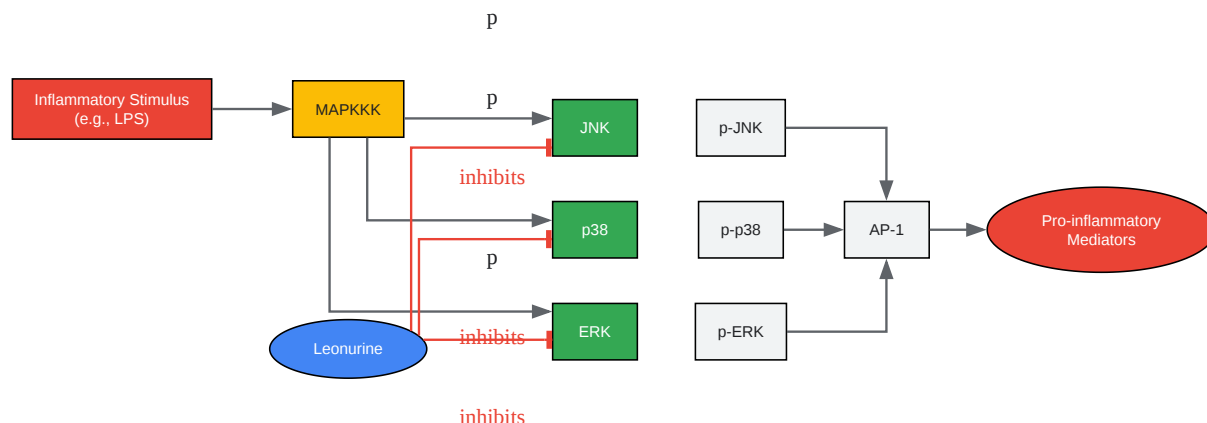 p
p
Inflammatory Stimulus
(e.g., LPS)
MAPKKK
JNK
p-JNK
inhibits
p38
p-p38
AP-1
Pro-inflammatory
Mediators
p
ERK
p-ERK
inhibits
Leonurine
inhibits